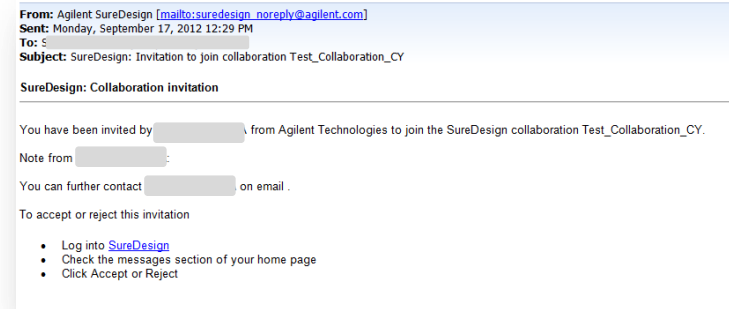 From: Agilent SureDesign [mailto:suredesign_noreply@agilent.com]
Sent: Monday, September 17, 2012 12:29 PM
To: S
Subject: SureDesign: Invitation to join collaboration Test_Collaboration_CY
SureDesign: Collaboration invitation
You have been invited by from Agilent Technologies to join the SureDesign collaboration Test_Collaboration_CY.
Note from :
You can further contact on email .
To accept or reject this invitation
• Log into SureDesign
• Check the messages section of your home page
• Click Accept or Reject